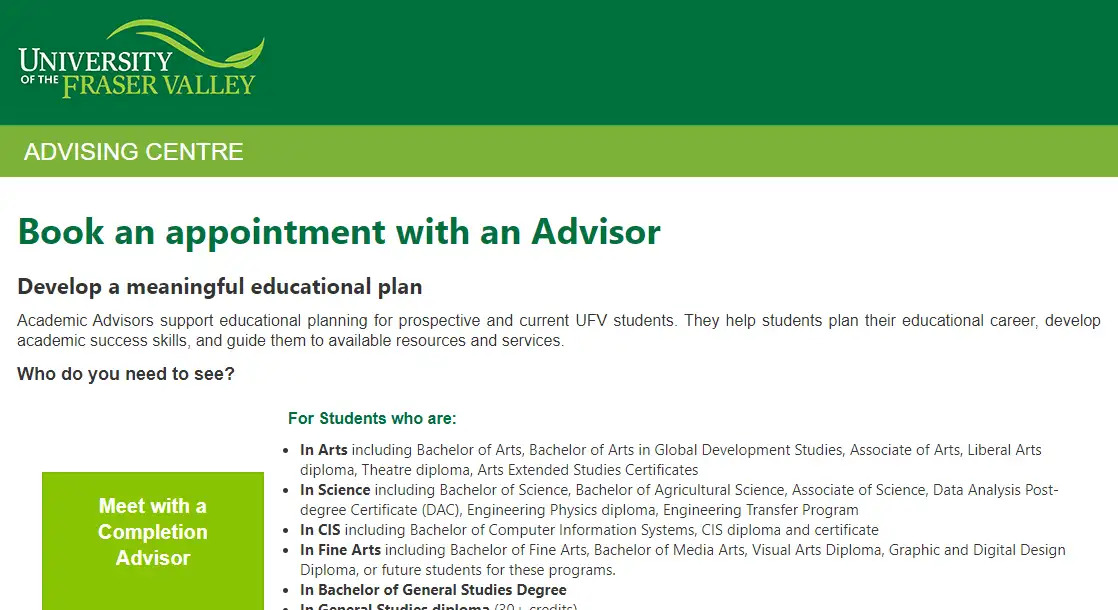 UNIVERSITY
OF THE FRASER VALLEY
ADVISING CENTRE
Book an appointment with an Advisor
Develop a meaningful educational plan
Academic Advisors support educational planning for prospective and current UFV students. They help students plan their educational career, develop
academic success skills, and guide them to available resources and services.
Who do you need to see?
For Students who are:
• In Arts including Bachelor of Arts, Bachelor of Arts in Global Development Studies, Associate of Arts, Liberal Arts
diploma, Theatre diploma, Arts Extended Studies Certificates
• In Science including Bachelor of Science, Bachelor of Agricultural Science, Associate of Science, Data Analysis Post-
degree Certificate (DAC), Engineering Physics diploma, Engineering Transfer Program
• In CIS including Bachelor of Computer Information Systems, CIS diploma and certificate
• In Fine Arts including Bachelor of Fine Arts, Bachelor of Media Arts, Visual Arts Diploma, Graphic and Digital Design
Diploma, or future students for these programs.
• In Bachelor of General Studies Degree
• In General Studies diploma (30+ credits)
Meet with a
Completion
Advisor